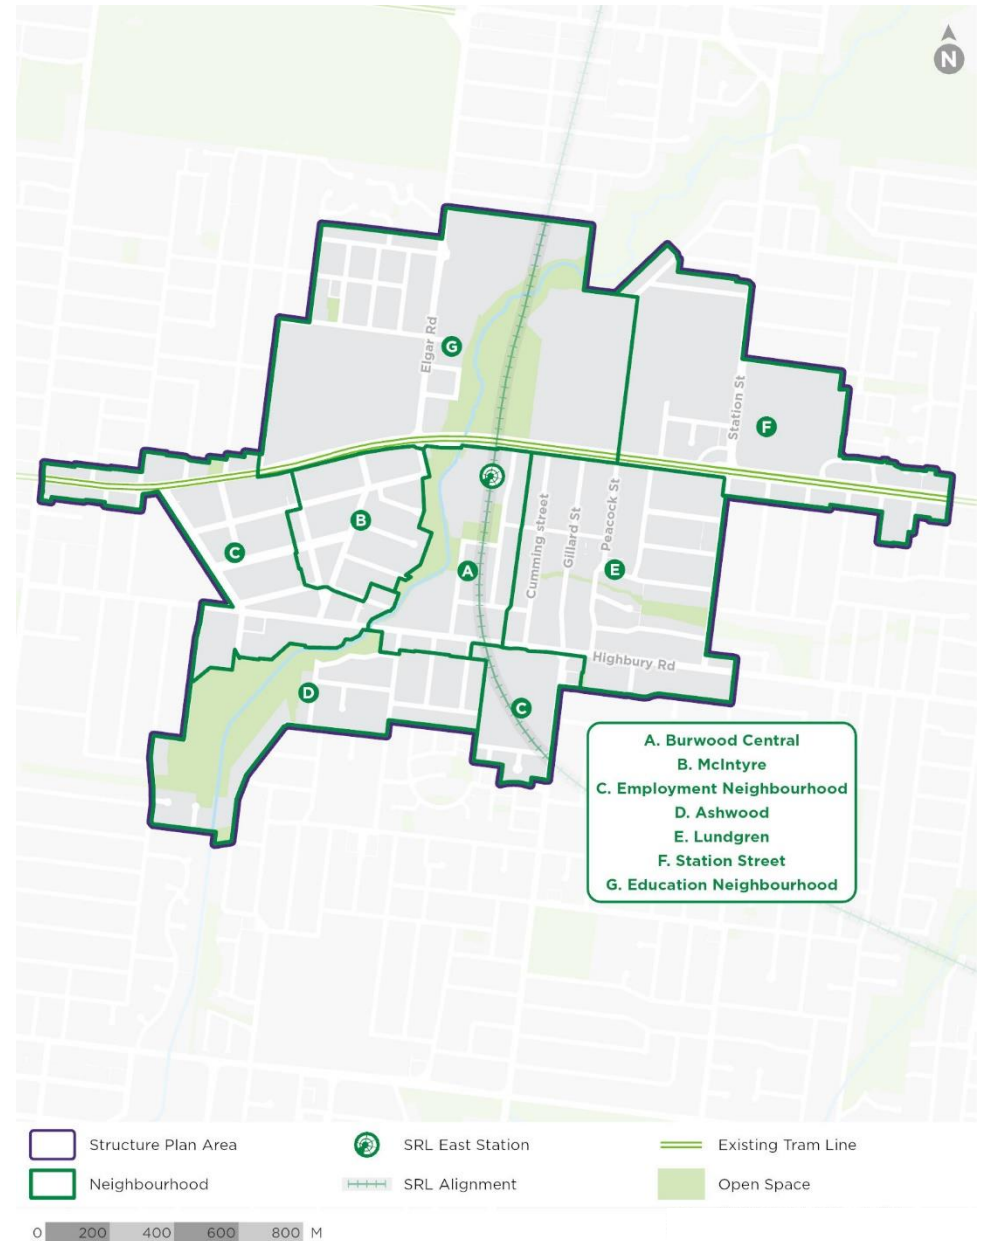 N
Elgar Rd
G
Station St
F
B
C
Cumming street
Gillard St
Peacock St
A
E
Highbury Rd
D
C
A. Burwood Central
B. McIntyre
C. Employment Neighbourhood
D. Ashwood
E. Lundgren
F. Station Street
G. Education Neighbourhood
Structure Plan Area
SRL East Station
Existing Tram Line
Neighbourhood
SRL Alignment
Open Space
0 200 400 600 800 M